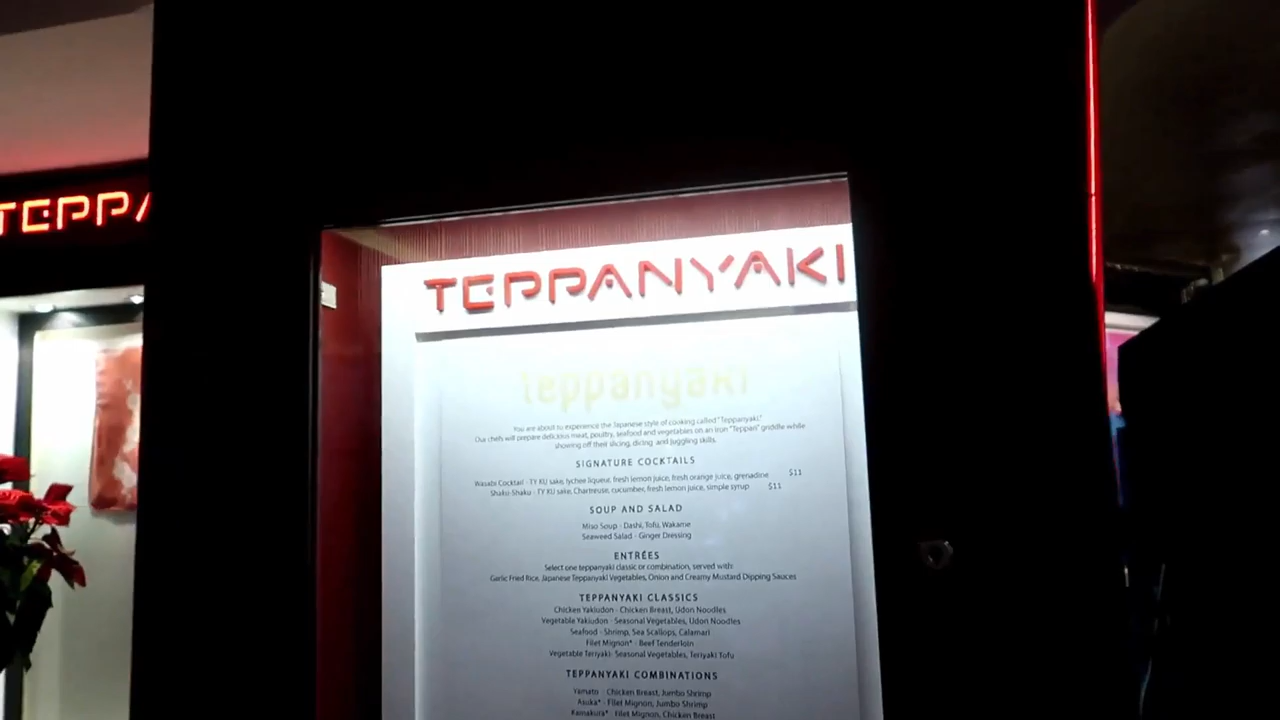 TEPPA
TEPPANYAKI
teppanyaki
You are about to experience the Japanese style of cooking called "Teppanyaki."
Our chefs will prepare delicious meat, poultry, seafood and vegetables on an iron "Teppan" griddle while
showing off their slicing, dicing and juggling skills.
SIGNATURE COCKTAILS
Wasabi Cocktail - TY KU sake, lychee liqueur, fresh lemon juice, fresh orange juice, grenadine $11
Shaku-Shaku - TY KU sake, Chartreuse, cucumber, fresh lemon juice, simple syrup $11
SOUP AND SALAD
Miso Soup - Dashi, Tofu, Wakame
Seaweed Salad - Ginger Dressing
ENTRÉES
Select one teppanyaki classic or combination, served with:
Garlic Fried Rice, Japanese Teppanyaki Vegetables, Onion and Creamy Mustard Dipping Sauces
TEPPANYAKI CLASSICS
Chicken Yakiudon - Chicken Breast, Udon Noodles
Vegetable Yakiudon - Seasonal Vegetables, Udon Noodles
Seafood - Shrimp, Sea Scallops, Calamari
Filet Mignon* - Beef Tenderloin
Vegetable Teriyaki- Seasonal Vegetables, Teriyaki Tofu
TEPPANYAKI COMBINATIONS
Yamato - Chicken Breast, Jumbo Shrimp
Asuka* - Filet Mignon, Jumbo Shrimp
Kamakura* - Filet Mignon, Chicken Breast